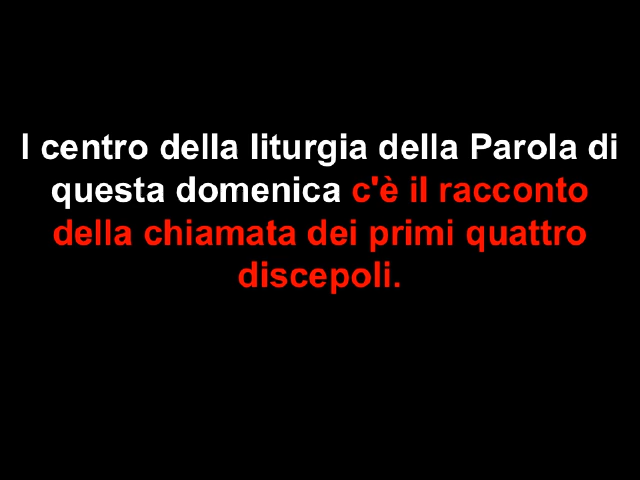 l centro della liturgia della Parola di
questa domenica c'è il racconto
della chiamata dei primi quattro
discepoli.